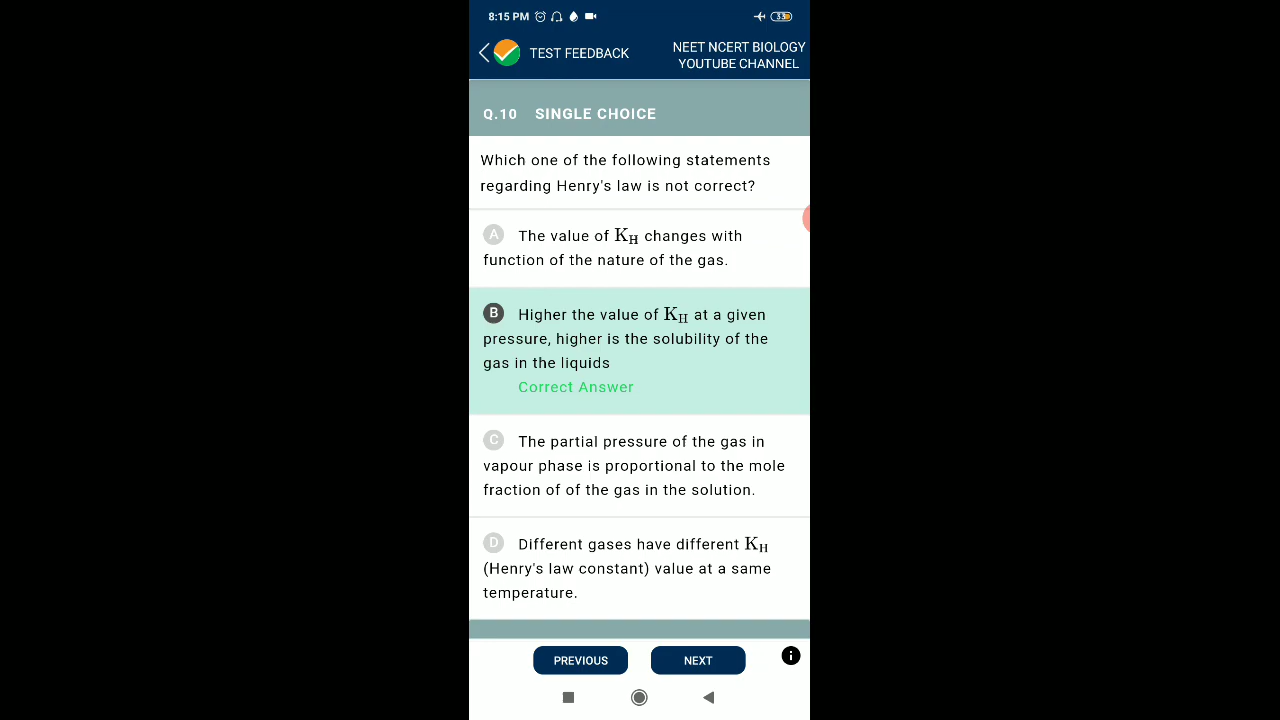 8:15 PM
33
TEST FEEDBACK
NEET NCERT BIOLOGY
YOUTUBE CHANNEL
Q.10 SINGLE CHOICE
Which one of the following statements
regarding Henry's law is not correct?
A The value of KH changes with
function of the nature of the gas.
B Higher the value of KH at a given
pressure, higher is the solubility of the
gas in the liquids
Correct Answer
C The partial pressure of the gas in
vapour phase is proportional to the mole
fraction of of the gas in the solution.
D Different gases have different KH
(Henry's law constant) value at a same
temperature.
PREVIOUS
NEXT
i